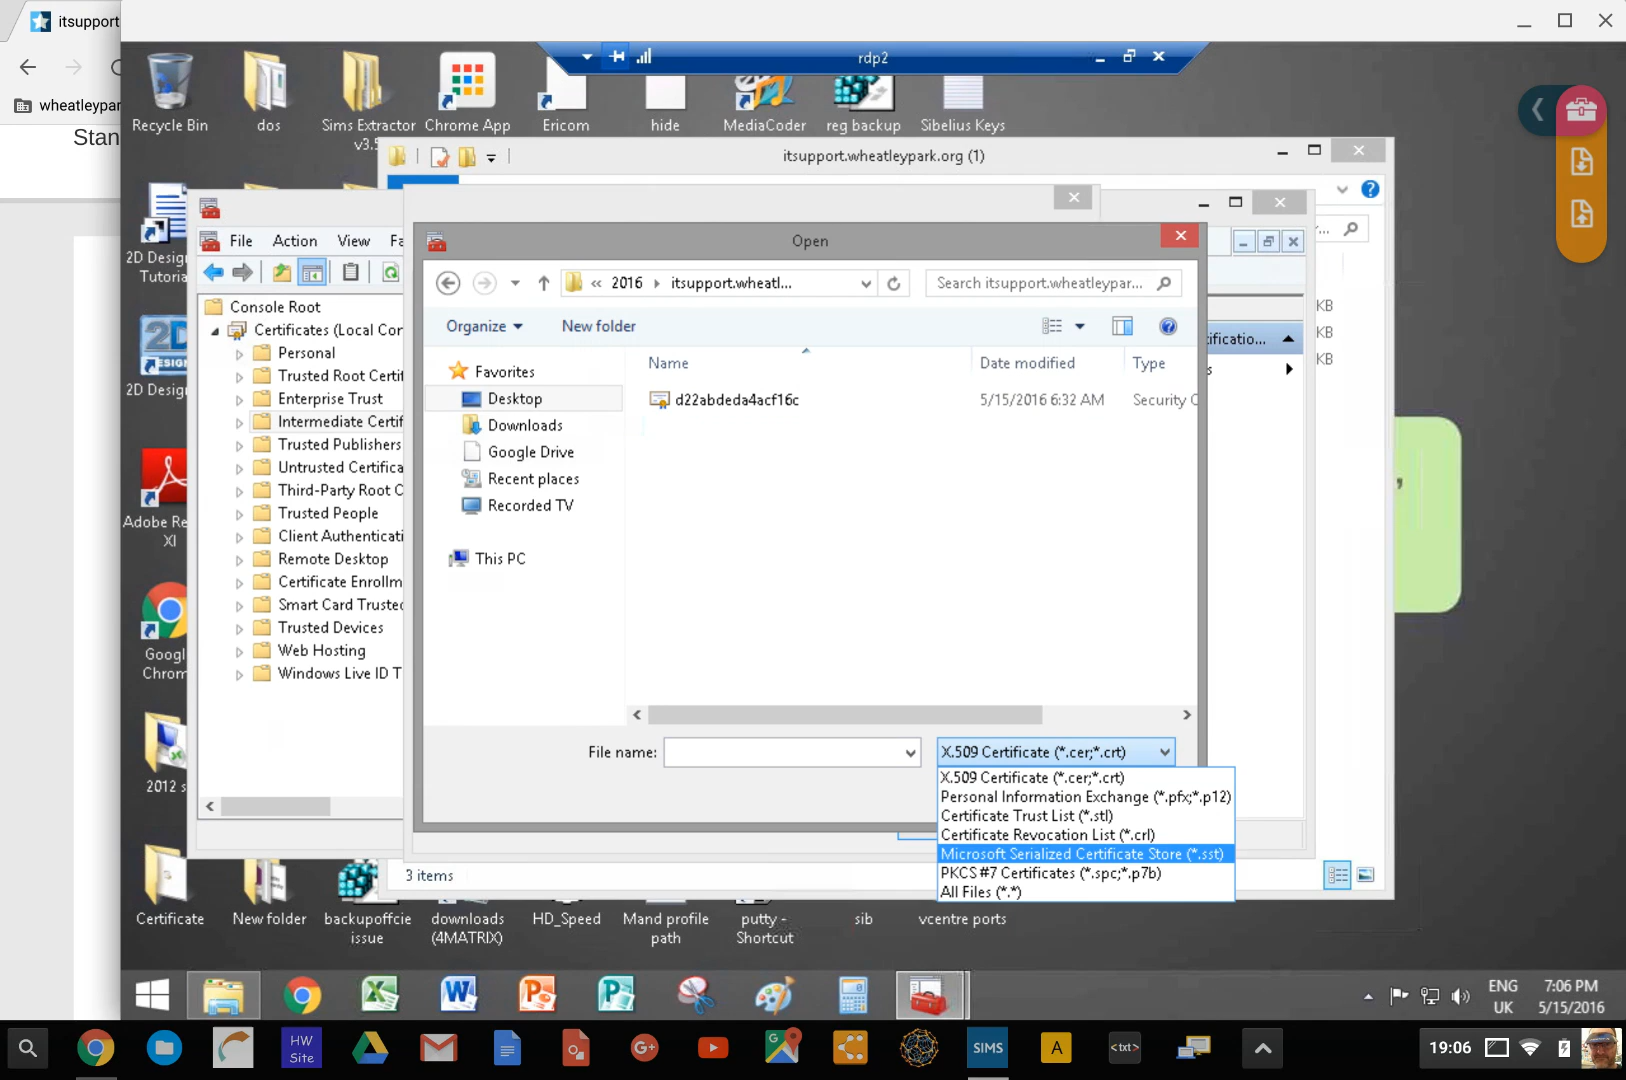 itsupport
wheatleypar
Stan
rdp2
Recycle Bin
dos
Sims Extractor
v3.5
Chrome App
Ericom
hide
MediaCoder
reg backup
Sibelius Keys
itsupport.wheatleypark.org (1)
2D Design
Tutoria
2D Design
Adobe Re
XI
Googl
Chrom
2012 s
File
Action
View
Fa
Console Root
Certificates (Local Cor
Personal
Trusted Root Certif
Enterprise Trust
Intermediate Certif
Trusted Publishers
Untrusted Certifica
Third-Party Root C
Trusted People
Client Authenticati
Remote Desktop
Certificate Enrollm
Smart Card Trusted
Trusted Devices
Web Hosting
Windows Live ID T
Open
« 2016 itsupport.wheatl...
Search itsupport.wheatleypar...
Organize
New folder
Favorites
Desktop
Downloads
Google Drive
Recent places
Recorded TV
This PC
Name
Date modified
Type
d22abdeda4acf16c
5/15/2016 6:32 AM
Security C
tificatio...
s
KB
KB
KB
File name:
X.509 Certificate (*.cer;*.crt)
X.509 Certificate (*.cer;*.crt)
Personal Information Exchange (*.pfx;*.p12)
Certificate Trust List (*.stl)
Certificate Revocation List (*.crl)
Microsoft Serialized Certificate Store (*.sst)
PKCS #7 Certificates (*.spc;*.p7b)
All Files (*.*)
3 items
Certificate
New folder
backupoffcie
issue
downloads
(4MATRIX)
HD_Speed
Mand profile
path
putty -
Shortcut
sib
vcentre ports
ENG
UK
7:06 PM
5/15/2016
HW
Site
SIMS
A
<txt>
19:06